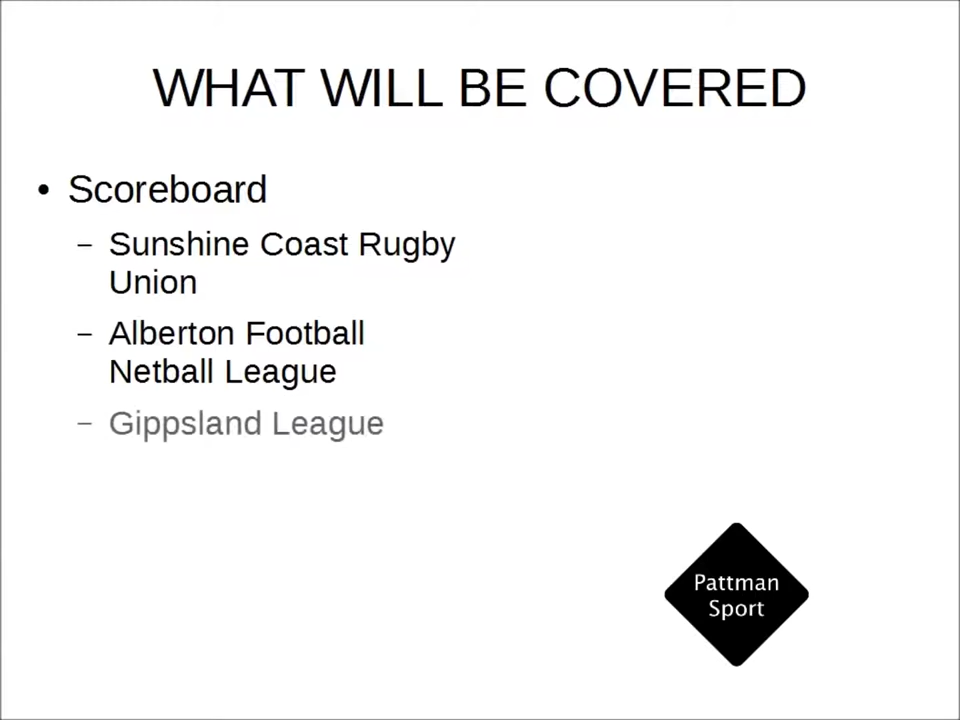 WHAT WILL BE COVERED
• Scoreboard
– Sunshine Coast Rugby
Union
– Alberton Football
Netball League
– Gippsland League
Pattman
Sport